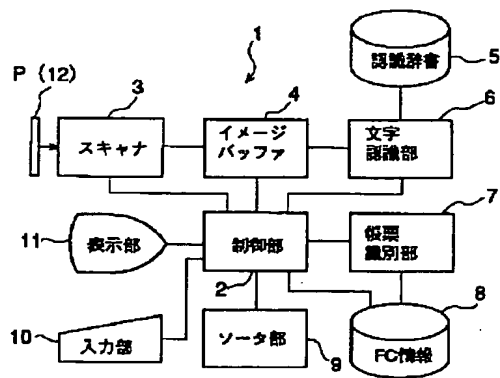 1
認識辞書
5
P (12)
3
スキャナ
4
イメージ
バッファ
文字
認識部
6
11
表示部
制御部
2
帳票
識別部
7
10
入力部
ソータ部
9
FC情報
8